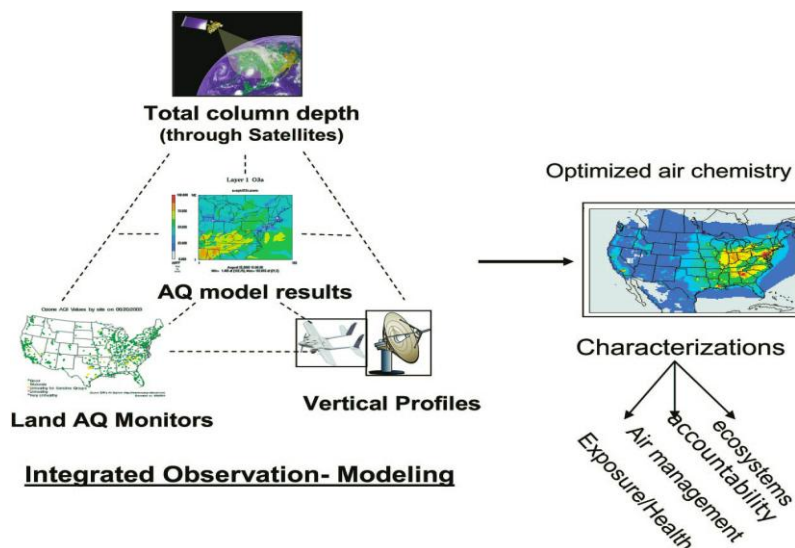 Total column depth
(through Satellites)
Layer 1 O3a
AQ model results
Land AQ Monitors
Vertical Profiles
Integrated Observation- Modeling
Optimized air chemistry
Characterizations
Exposure/Health
Air management
accountability
ecosystems